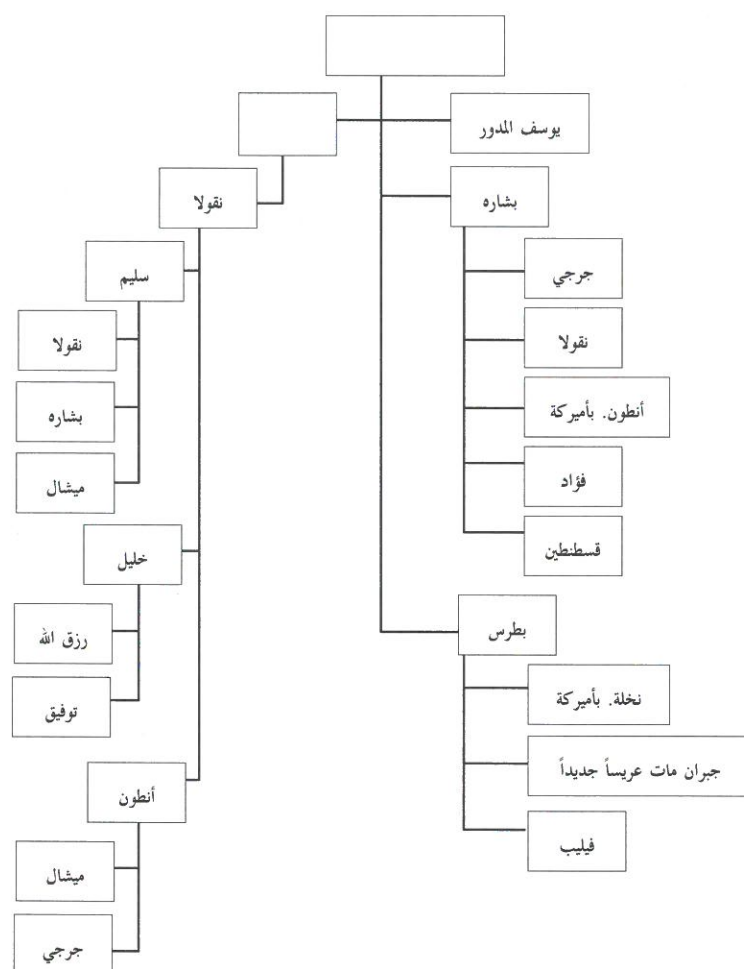 يوسف المدور
بشاره
جرجي
نقولا
أنطون. بأميركة
فؤاد
قسطنطين
بطرس
نخلة. بأميركة
جبران مات عريساً جديداً
فيليب
نقولا
سليم
نقولا
بشاره
ميشال
خليل
رزق الله
توفيق
أنطون
ميشال
جرجي